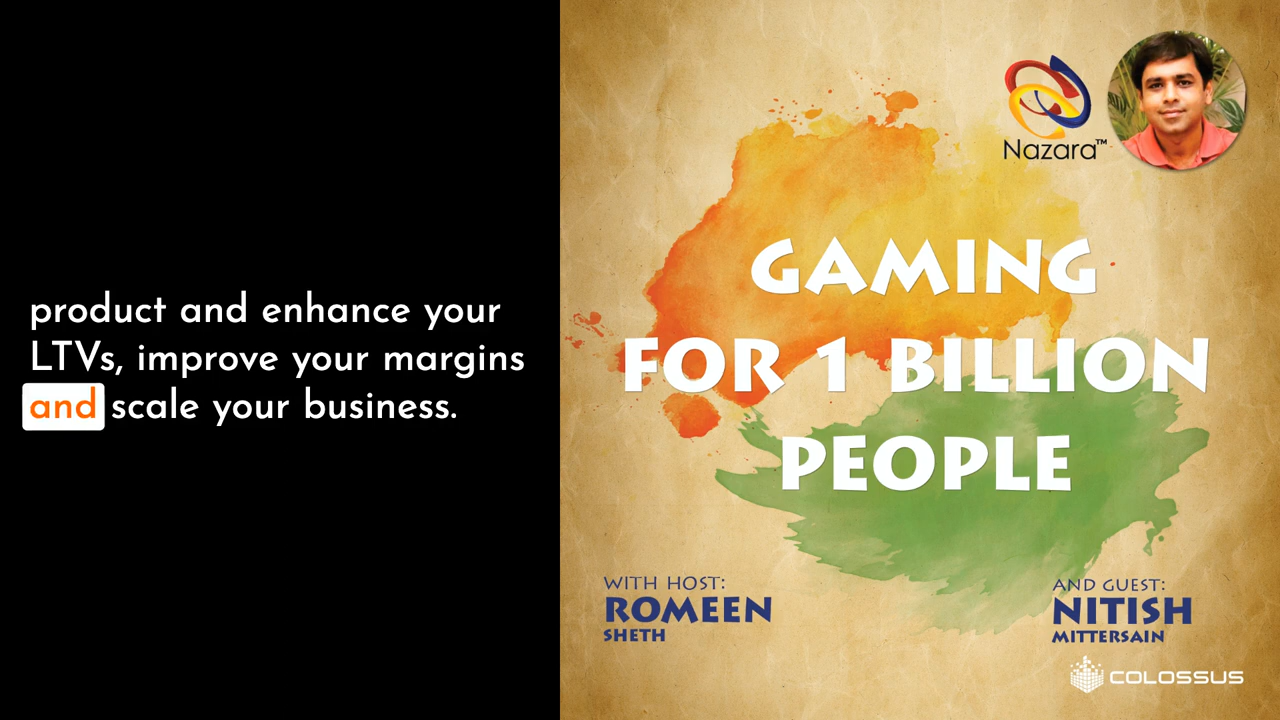 product and enhance your
LTVs, improve your margins
and scale your business.
Nazara™
GAMING
FOR 1 BILLION
PEOPLE
WITH HOST:
ROMEEN
SHETH
AND GUEST:
NITISH
MITTERSAIN
COLOSSUS